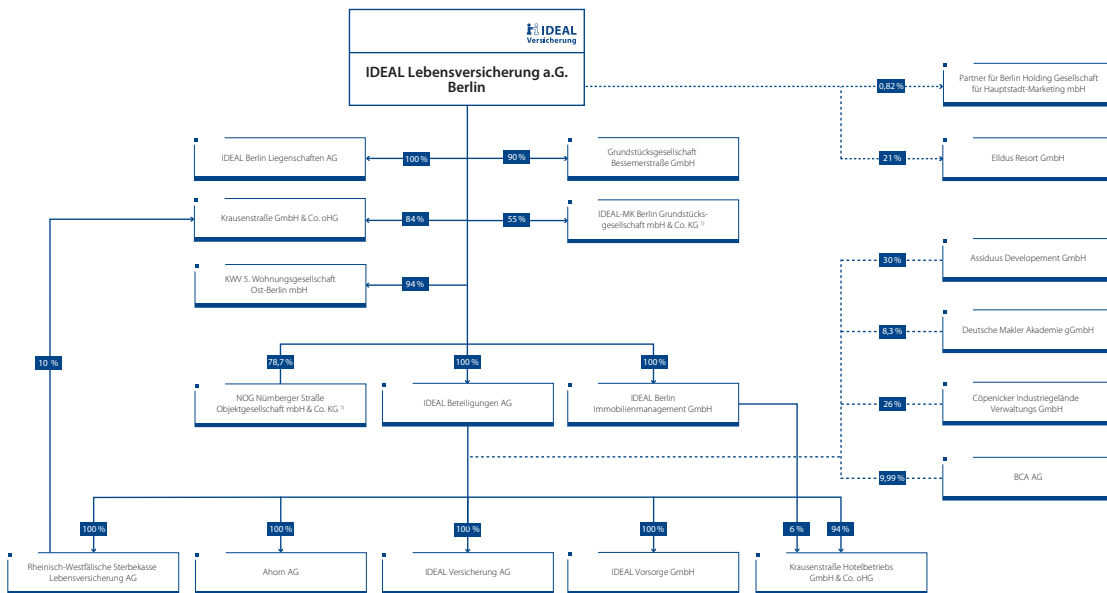 IDEAL
Versicherung
IDEAL Lebensversicherung a.G.
Berlin
0,82 %
Partner für Berlin Holding Gesellschaft
für Hauptstadt-Marketing mbH
IDEAL Berlin Liegenschaften AG
100 %
90 %
Grundstücksgesellschaft
Bessemerstraße GmbH
21 %
Elldus Resort GmbH
Krausenstraße GmbH & Co. oHG
84 %
55 %
IDEAL-MK Berlin Grundstücks-
gesellschaft mbH & Co. KG 1)
30 %
Assiduus Developement GmbH
KWV 5. Wohnungsgesellschaft
Ost-Berlin mbH
94 %
8,3 %
Deutsche Makler Akademie gGmbH
10 %
78,7 %
100 %
100 %
NOG Nürnberger Straße
Objektgesellschaft mbH & Co. KG 1)
IDEAL Beteiligungen AG
IDEAL Berlin
Immobilienmanagement GmbH
26 %
Cöpenicker Industriegelände
Verwaltungs GmbH
9,99 %
BCA AG
100 %
100 %
100 %
100 %
6 %
94 %
Rheinisch-Westfälische Sterbekasse
Lebensversicherung AG
Ahorn AG
IDEAL Versicherung AG
IDEAL Vorsorge GmbH
Krausenstraße Hotelbetriebs
GmbH & Co. oHG